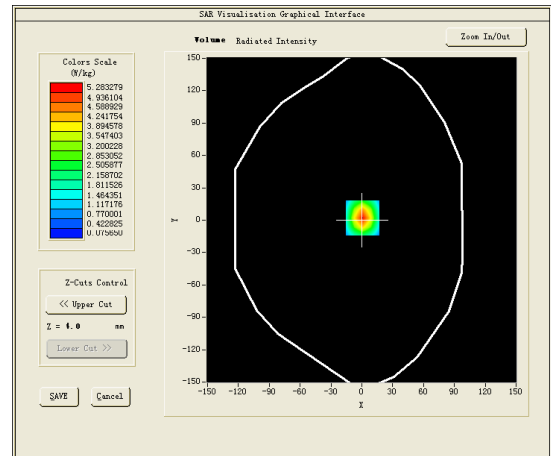 SAR Visualisation Graphical Interface
Volume Radiated Intensity
Zoom In/Out
Colors Scale
(W/kg)
5.283279
4.936104
4.588929
4.241754
3.894578
3.547403
3.200228
2.853052
2.505877
2.158702
1.811526
1.464351
1.117176
0.770001
0.422825
0.075650
Z-Cuts Control
<< Upper Cut
Z = 4.0 mm
Lower Cut >>
SAVE
Cancel
150
120
90
60
30
0
-30
-60
-90
-120
-150
Y
-150 -120 -90 -60 -30 0 30 60 90 120 150
X